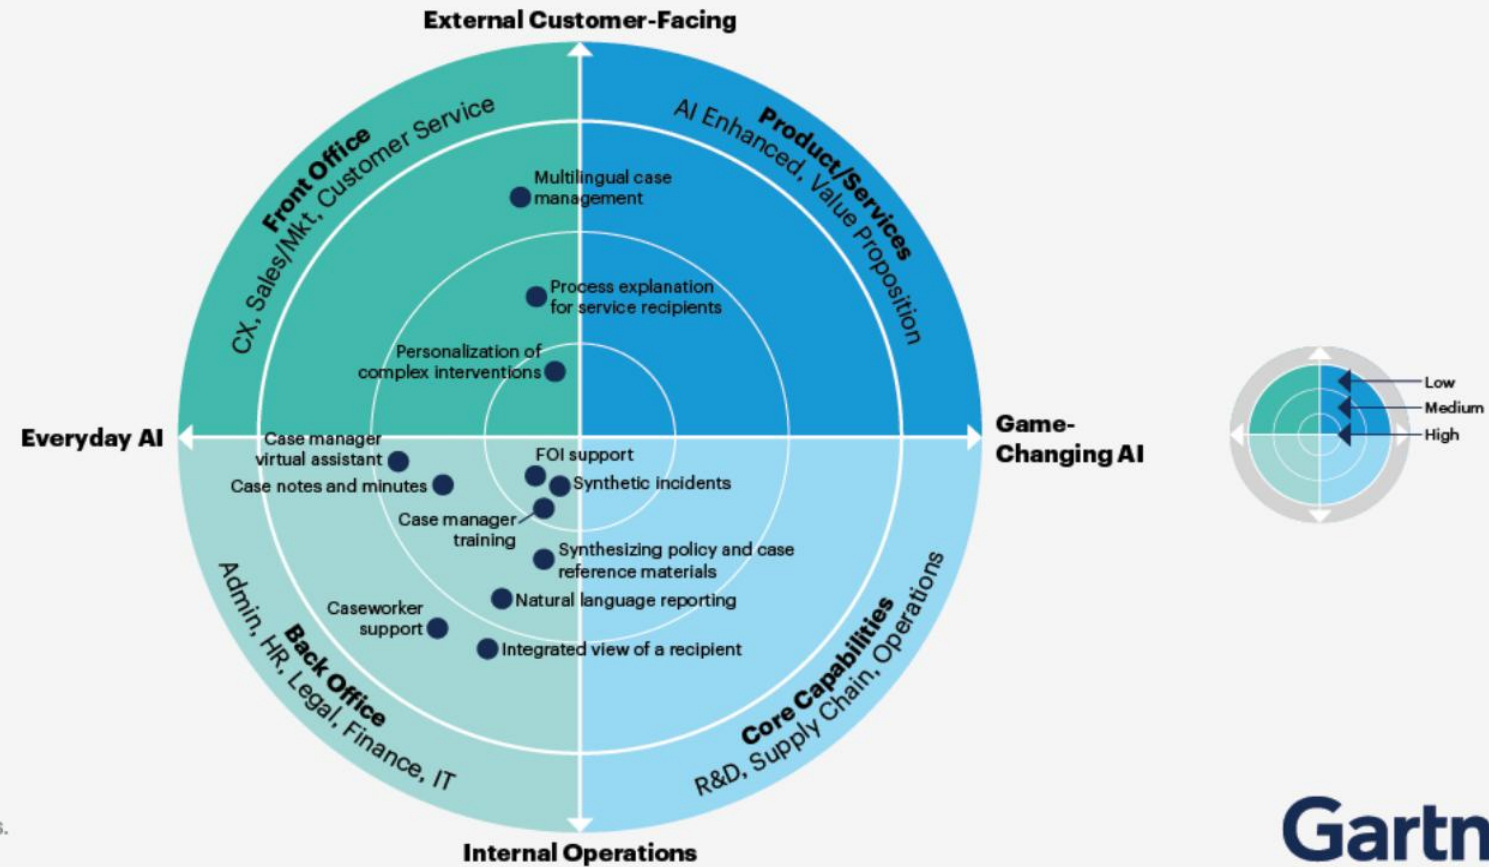 External Customer-Facing
Front Office
CX, Sales/Mkt, Customer Service
Product/Services
AI Enhanced, Value Proposition
Multilingual case
management
Process explanation
for service recipients
Personalization of
complex interventions
Everyday AI
Game-
Changing AI
Low
Medium
High
Case manager
virtual assistant
Case notes and minutes
FOI support
Synthetic incidents
Case manager
training
Synthesizing policy and case
reference materials
Natural language reporting
Caseworker
support
Integrated view of a recipient
Back Office
Admin, HR, Legal, Finance, IT
Core Capabilities
R&D, Supply Chain, Operations
s.
Internal Operations
Gartn